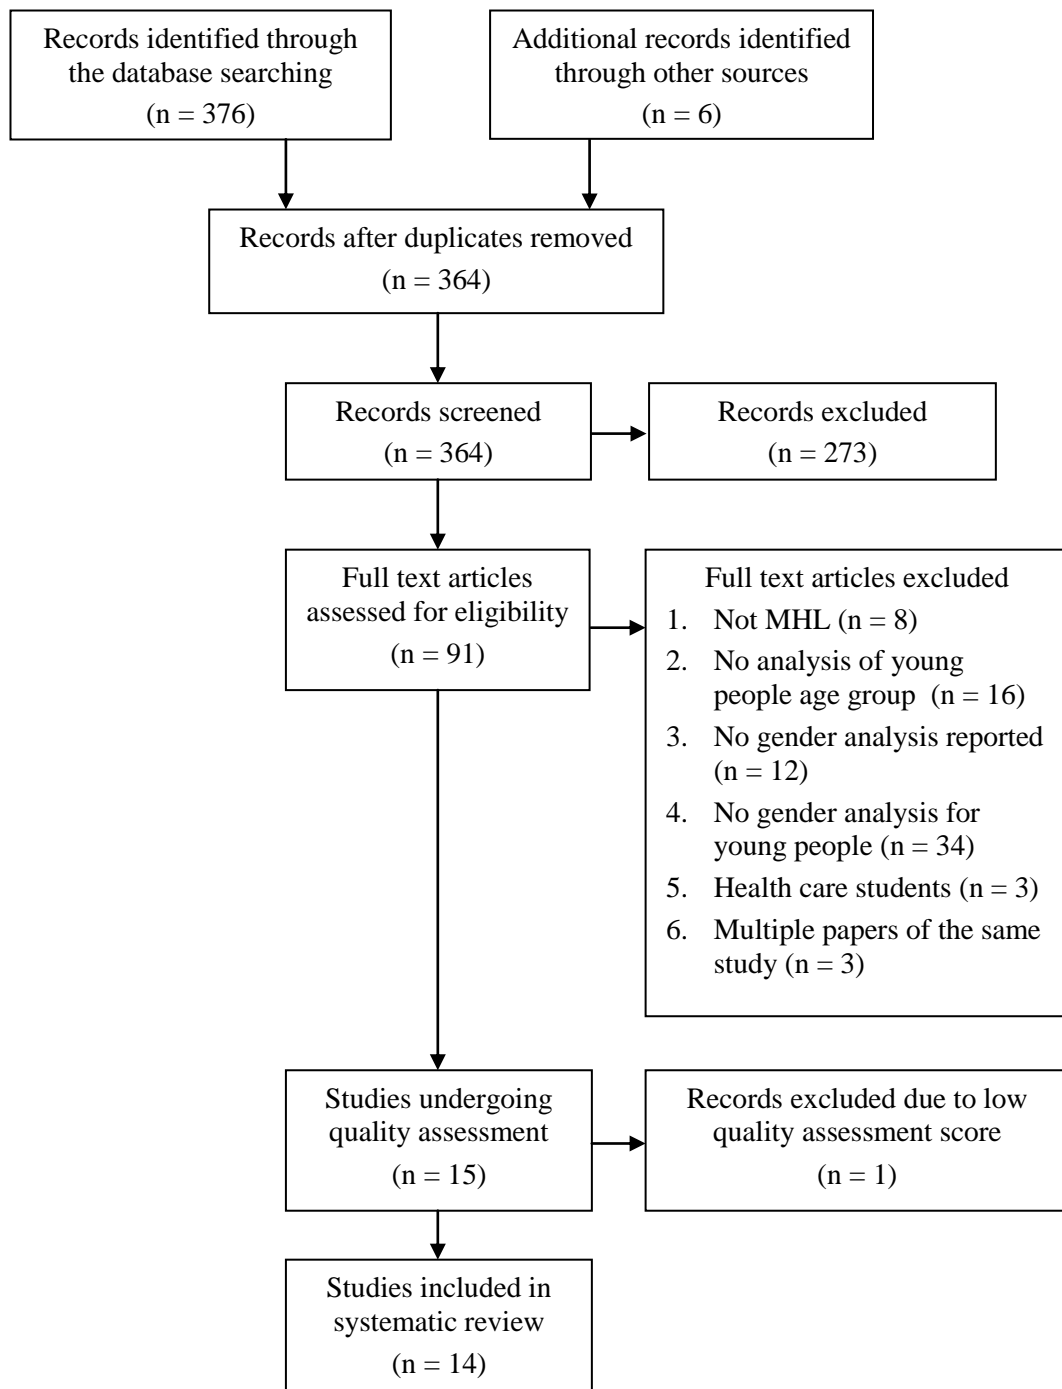 Records identified through
the database searching
(n = 376)
Additional records identified
through other sources
(n = 6)
Records after duplicates removed
(n = 364)
Records screened
(n = 364)
Records excluded
(n = 273)
Full text articles
assessed for eligibility
(n = 91)
Full text articles excluded
1. Not MHL (n = 8)
2. No analysis of young
people age group (n = 16)
3. No gender analysis reported
(n = 12)
4. No gender analysis for
young people (n = 34)
5. Health care students (n = 3)
6. Multiple papers of the same
study (n = 3)
Studies undergoing
quality assessment
(n = 15)
Records excluded due to low
quality assessment score
(n = 1)
Studies included in
systematic review
(n = 14)